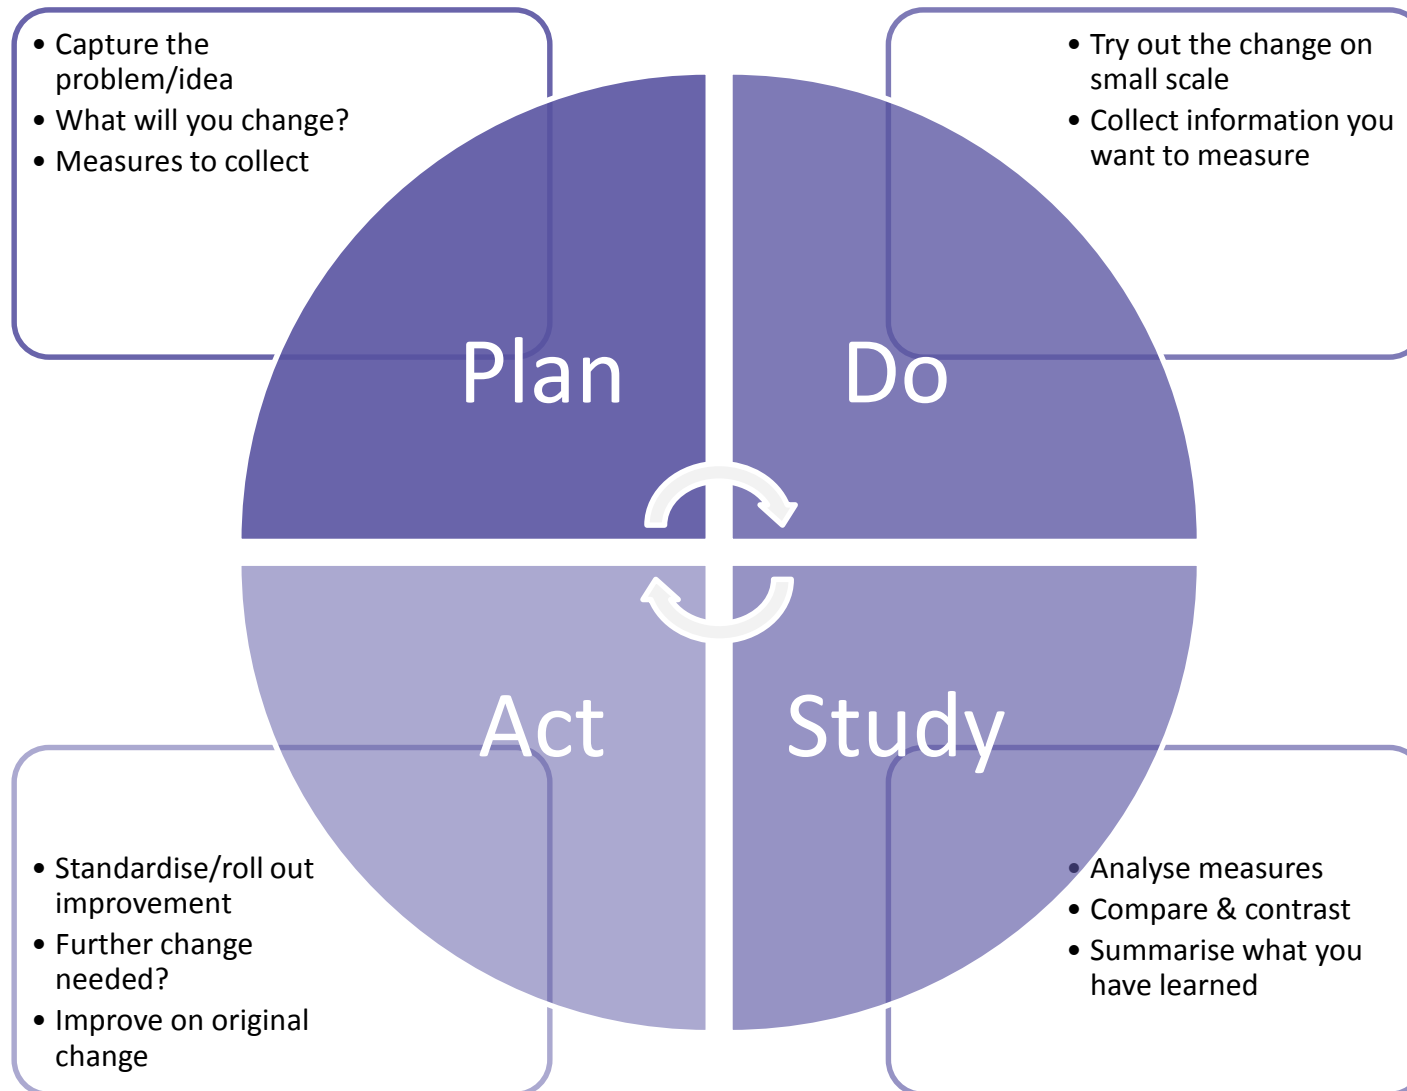 • Capture the
problem/idea
• What will you change?
• Measures to collect
• Try out the change on
small scale
• Collect information you
want to measure
Plan
Do
Act
Study
• Standardise/roll out
improvement
• Further change
needed?
• Improve on original
change
• Analyse measures
• Compare & contrast
• Summarise what you
have learned